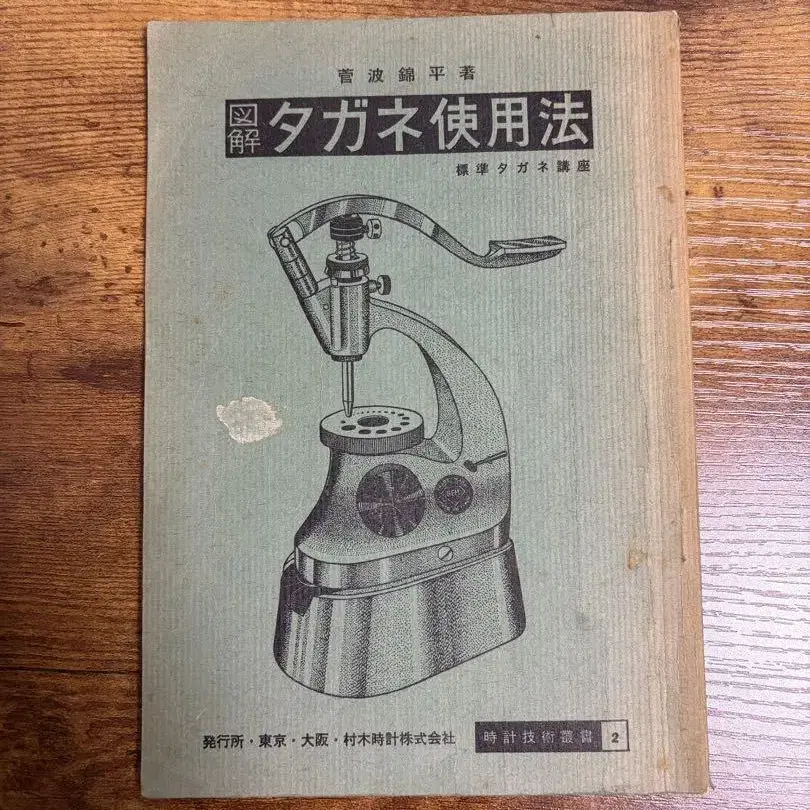 菅波錦平著
図解 タガネ使用法
標準タガネ講座
発行所・東京・大阪・村木時計株式会社
時計技術叢書 2